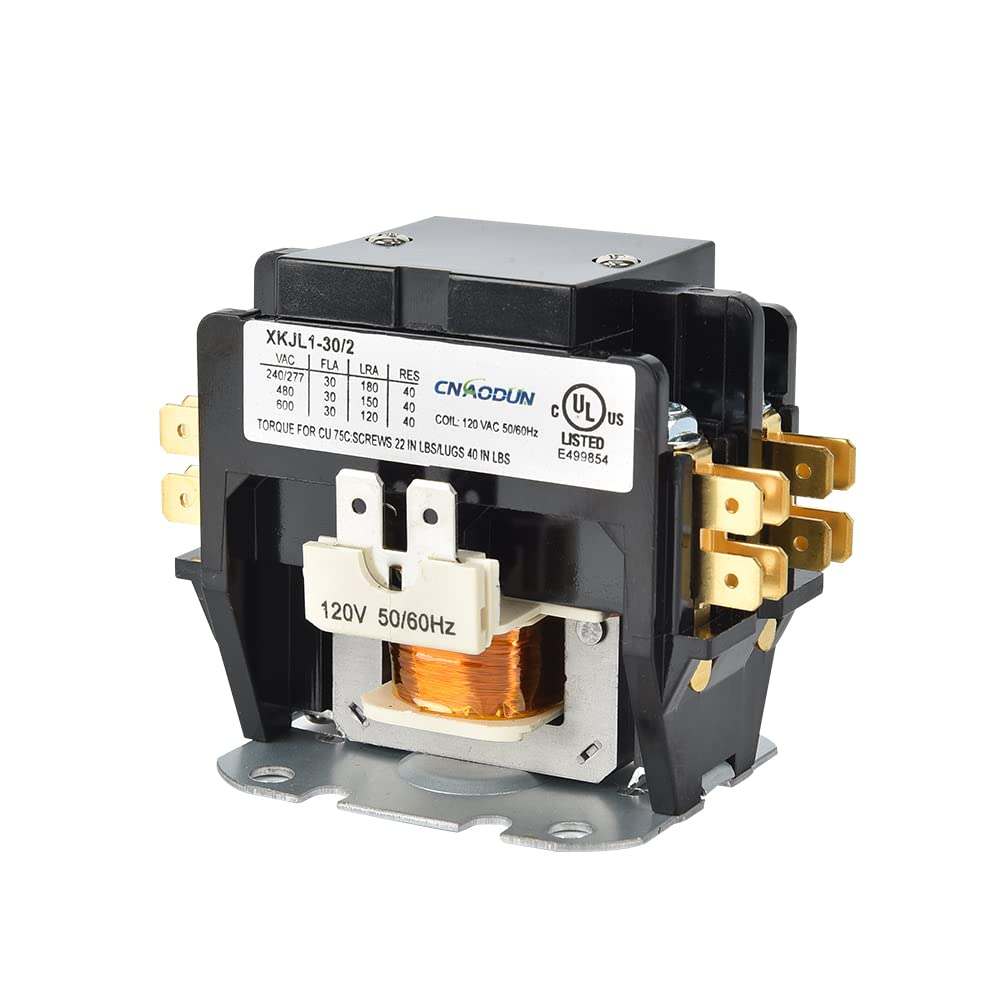 XKJL1-30/2
VAC FLA LRA RES
240/277 30 180 40
480 30 150 40
600 30 120 40
CNAODUN
COIL: 120 VAC 50/60Hz
C UL US
LISTED
E499854
TORQUE FOR CU 75C:SCREWS 22 IN LBS/LUGS 40 IN LBS
120V 50/60Hz